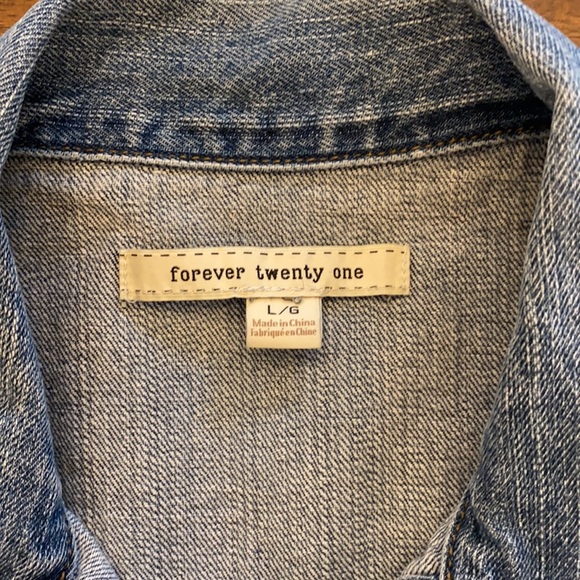 forever twenty one
L/G
Made in China
Fabriqué en Chine